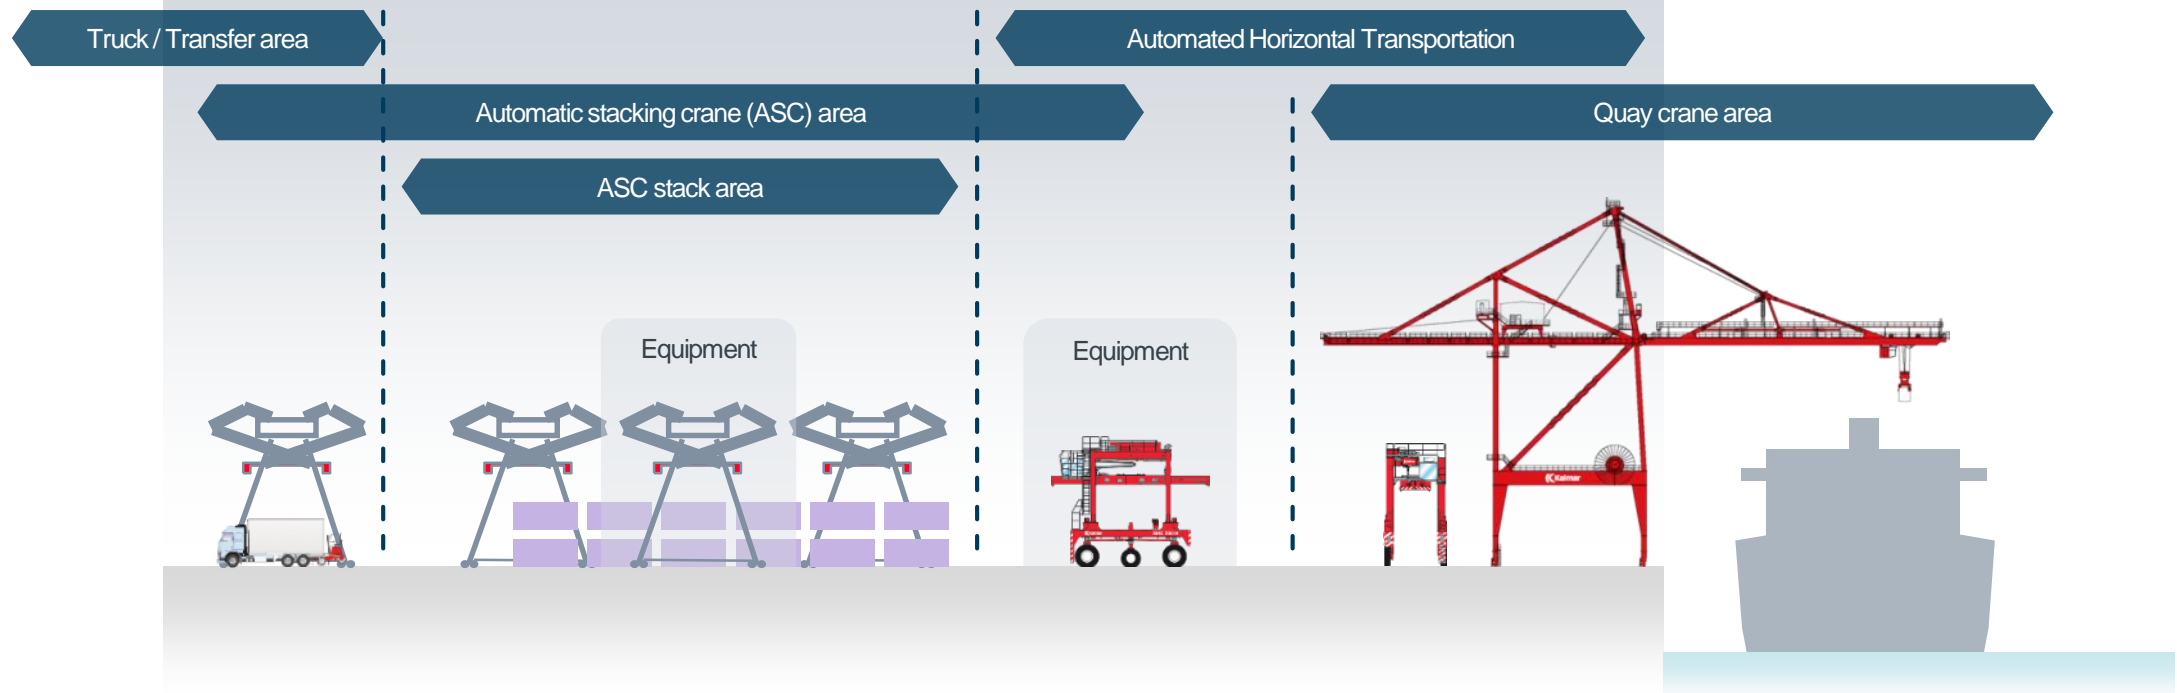 Truck / Transfer area
Automated Horizontal Transportation
Automatic stacking crane (ASC) area
Quay crane area
ASC stack area
Equipment
Equipment
Kalmar